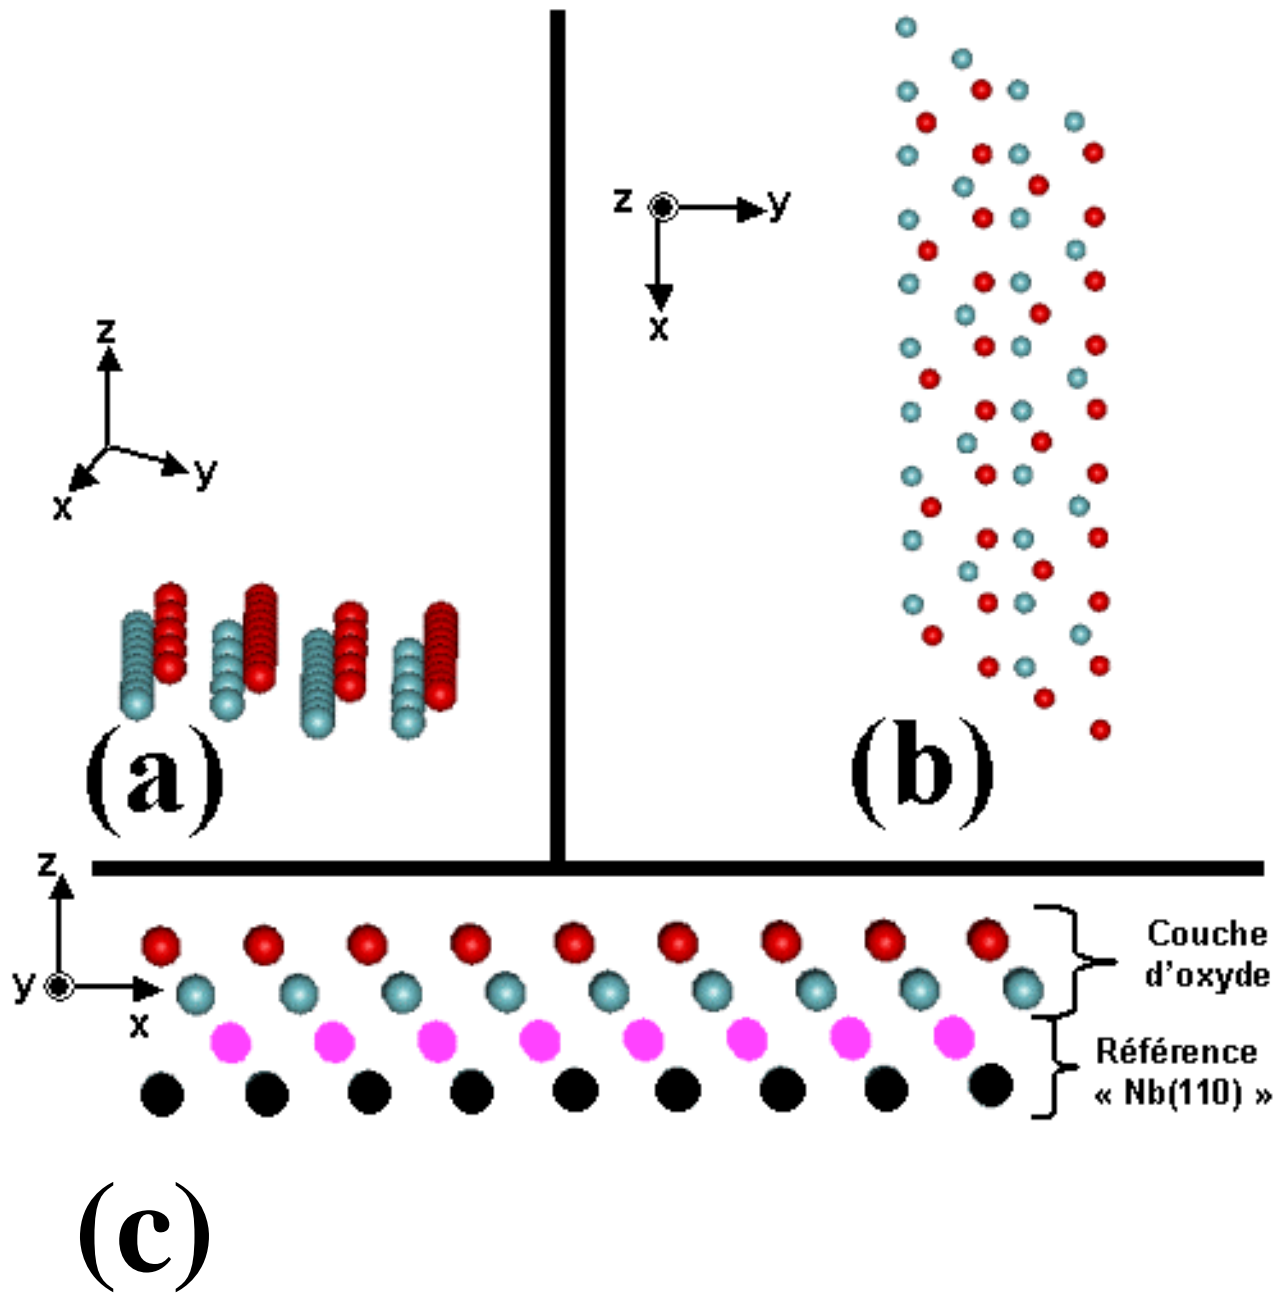 z
y
x
(a)
z
y
x
(b)
z
y
x
Couche
d'oxyde
Référence
« Nb(110) »
(c)